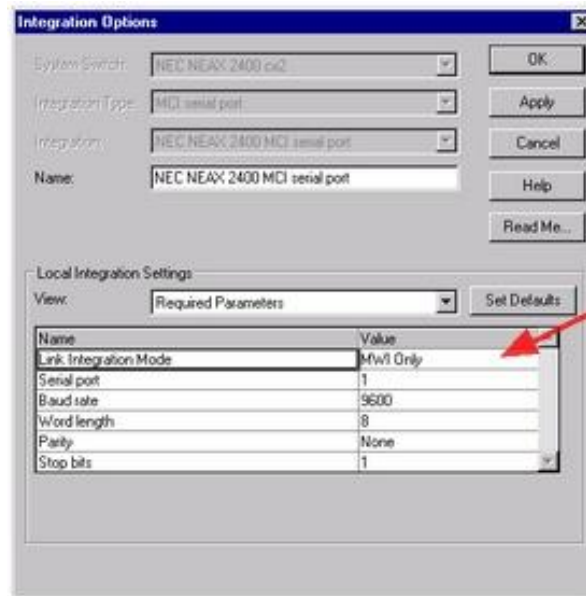 Integration Options
System Switch: NEC NEAX 2400 cv2 OK
Integration Type: MCI serial port Apply
Integration: NEC NEAX 2400 MCI serial port Cancel
Name: NEC NEAX 2400 MCI serial port Help
Read Me...
Local Integration Settings
View: Required Parameters Set Defaults
Name Value
Link Integration Mode MWI Only
Serial port 1
Baud rate 9600
Word length 8
Parity None
Stop bits 1